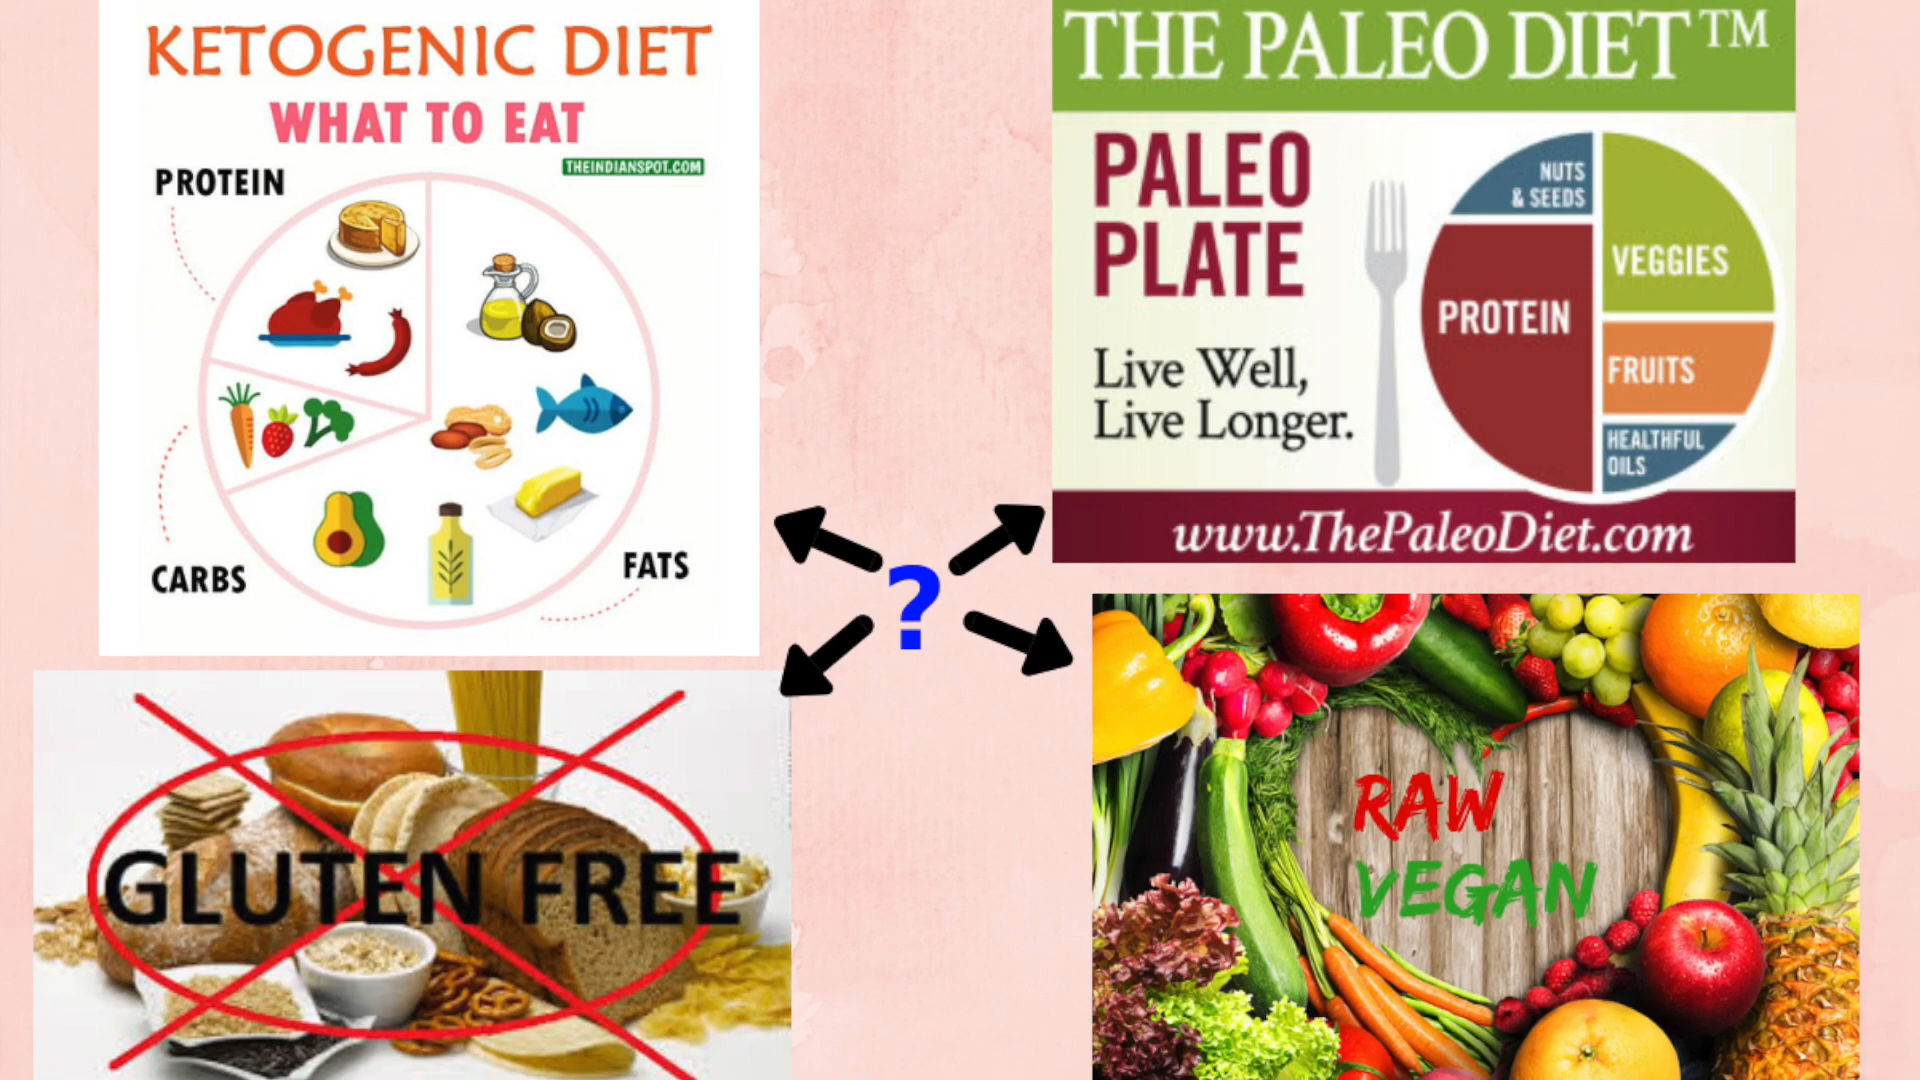 KETOGENIC DIET
WHAT TO EAT
THEINDIANSPOT.COM
PROTEIN
CARBS
FATS
THE PALEO DIET™
PALEO
PLATE
Live Well,
Live Longer.
NUTS
& SEEDS
VEGGIES
PROTEIN
FRUITS
HEALTHFUL
OILS
www.ThePaleoDiet.com
?
GLUTEN FREE
RAW
VEGAN